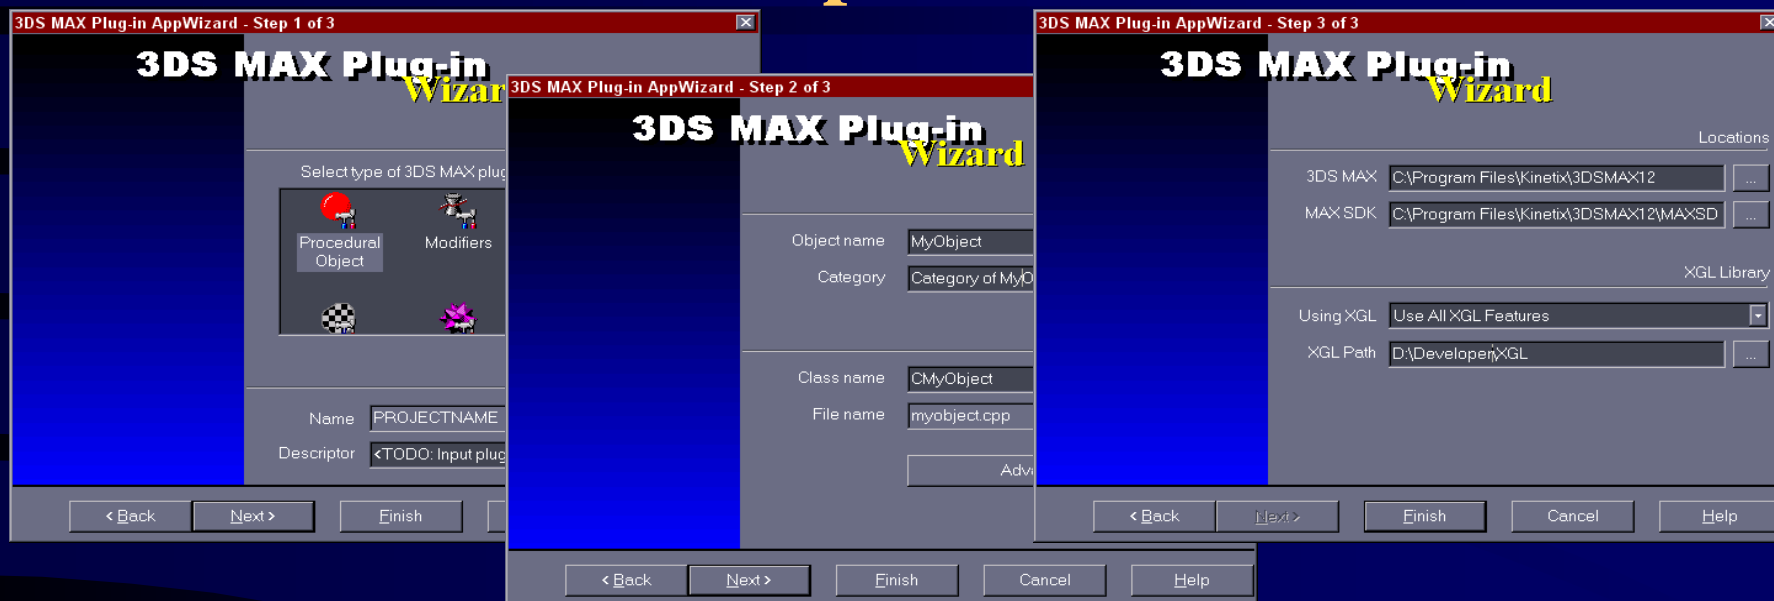 3DS MAX Plug-in AppWizard - Step 1 of 3
3DS MAX Plug-in
Wizar
Select type of 3DS MAX plug
Procedural
Object
Modifiers
Name PROJECTNAME
Descriptor <TODO: Input plug
< Back Next > Finish
3DS MAX Plug-in AppWizard - Step 2 of 3
3DS MAX Plug-in
Wizard
Object name MyObject
Category Category of MyO
Class name CMyObject
File name myobject.cpp
Adv
< Back Next > Finish Cancel Help
3DS MAX Plug-in AppWizard - Step 3 of 3
3DS MAX Plug-in
Wizard
Locations
3DS MAX C:\Program Files\Kinetix\3DSMAX12 ...
MAX SDK C:\Program Files\Kinetix\3DSMAX12\MAXSD ...
XGL Library
Using XGL Use All XGL Features
XGL Path D:\Developer\XGL ...
< Back Next > Finish Cancel Help